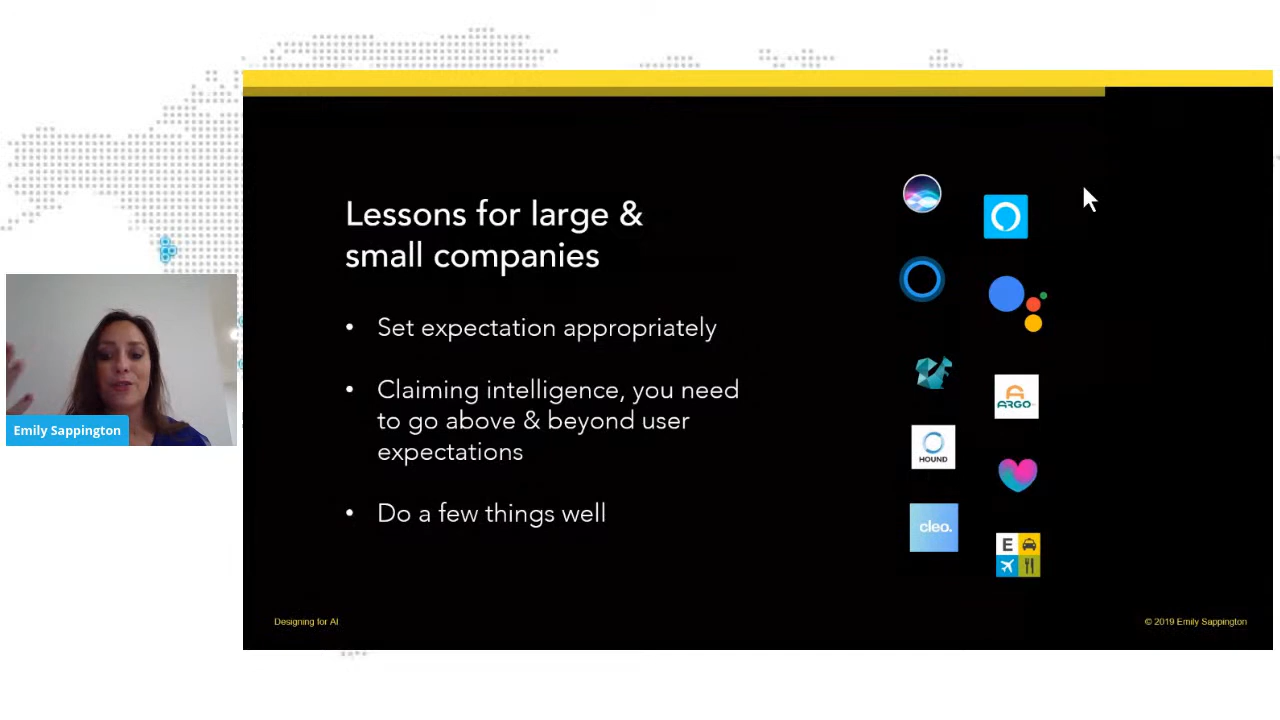 Lessons for large &
small companies
• Set expectation appropriately
• Claiming intelligence, you need
to go above & beyond user
expectations
• Do a few things well
ARGO
HOUND
cleo.
E
Emily Sappington
Designing for AI
© 2019 Emily Sappington